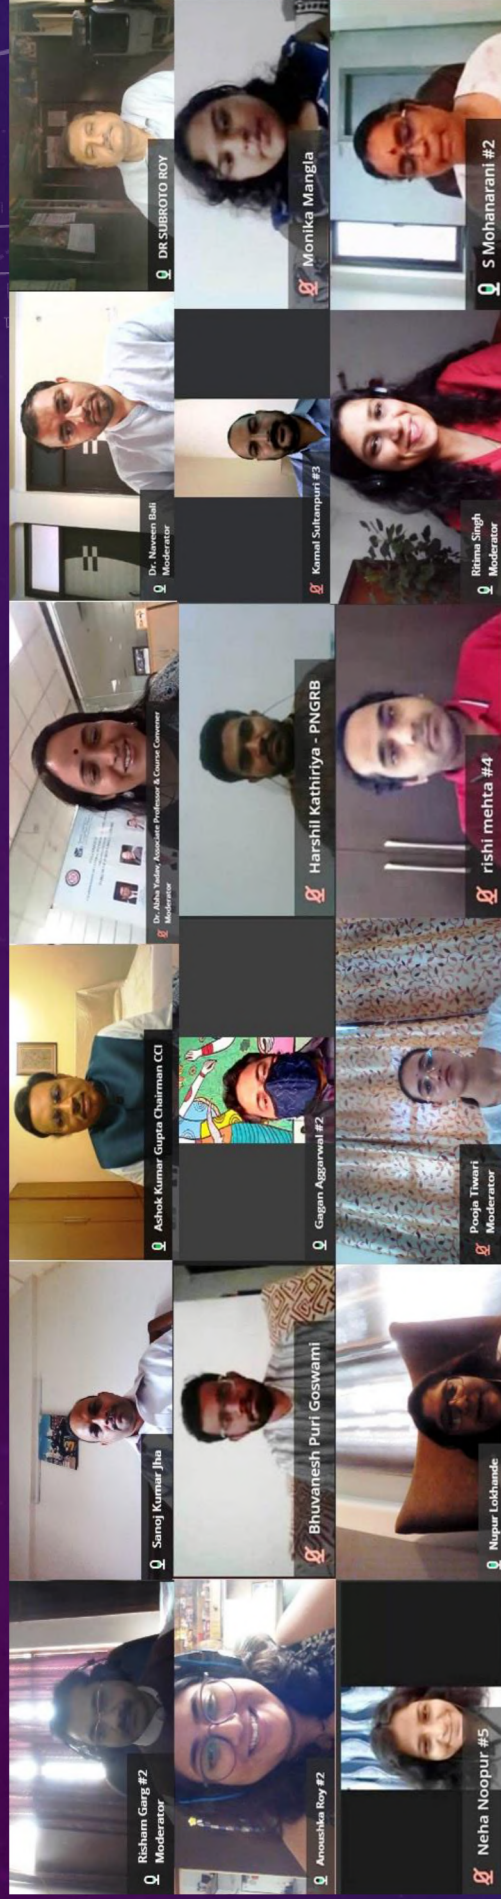 Risham Garg #2
Moderator
Sanoj Kumar Jha
Ashok Kumar Gupta Chairman CCI
Dr. Abha Yadav, Associate Professor & Course Convener
Moderator
Dr. Naveen Bali
Moderator
DR SUBROTO ROY
Anoushka Roy #2
Bhuvanesh Puri Goswami
Gagan Aggarwal #2
Harshil Kathiriya - PNGRB
Kamal Sultanpuri #3
Monika Mangla
Neha Noopur #5
Nupur Lokhande
Pooja Tiwari
Moderator
rishi mehta #4
Ritima Singh
Moderator
S Mohanarani #2